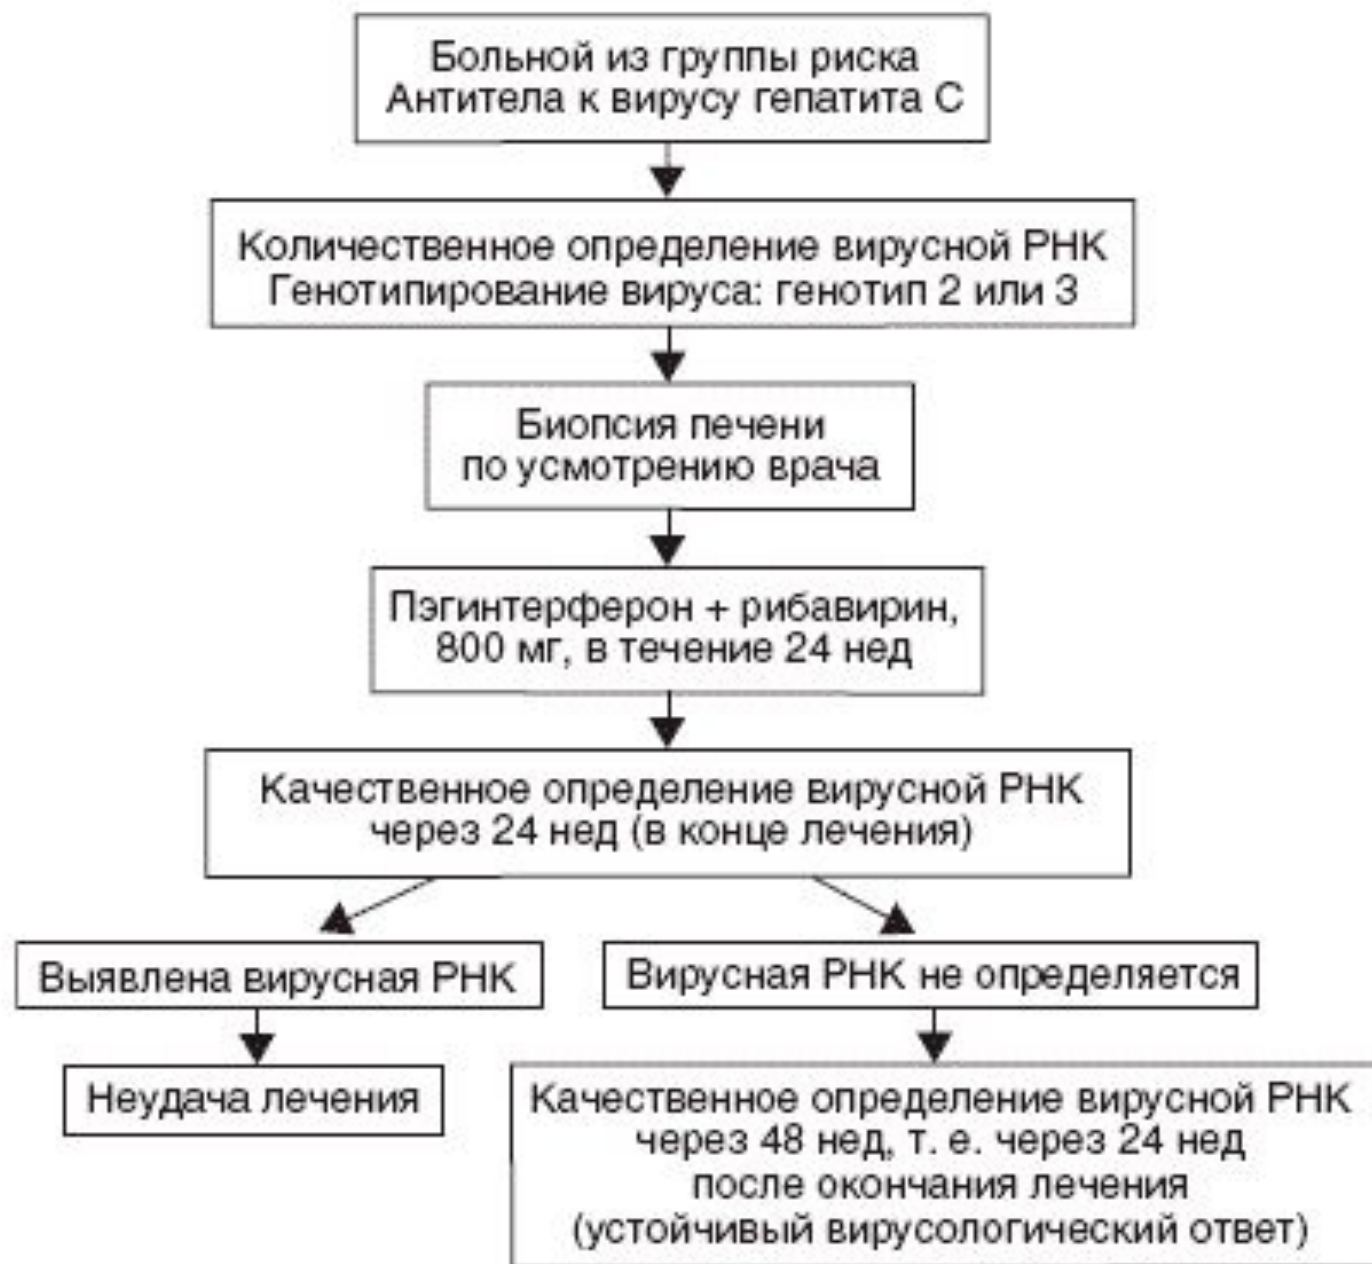 Больной из группы риска
Антитела к вирусу гепатита С
Количественное определение вирусной РНК
Генотипирование вируса: генотип 2 или 3
Биопсия печени
по усмотрению врача
Пэгинтерферон + рибавирин,
800 мг, в течение 24 нед
Качественное определение вирусной РНК
через 24 нед (в конце лечения)
Выявлена вирусная РНК
Вирусная РНК не определяется
Неудача лечения
Качественное определение вирусной РНК
через 48 нед, т. е. через 24 нед
после окончания лечения
(устойчивый вирусологический ответ)